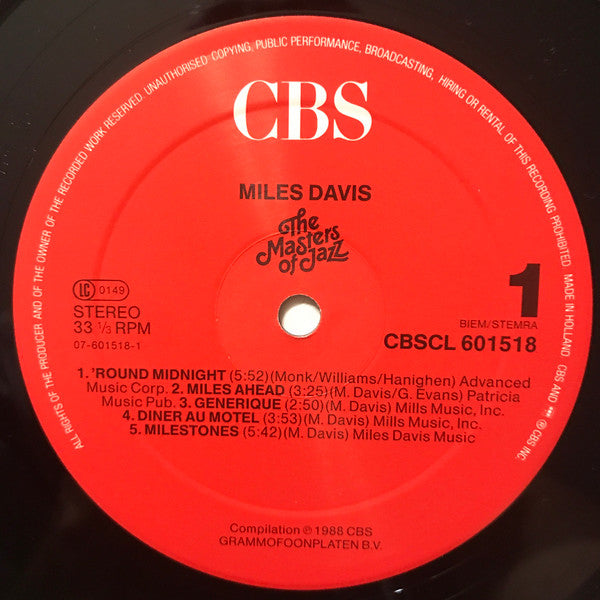 ALL RIGHTS OF THE PRODUCER AND OF THE OWNER OF THE RECORDED WORK RESERVED. UNAUTHORISED COPYING, PUBLIC PERFORMANCE, BROADCASTING, HIRING OR RENTAL OF THIS RECORDING PROHIBITED. MADE IN HOLLAND. CBS AND ℗ CBS INC.
CBS
MILES DAVIS
The
Masters
of Jazz
LC 0149
STEREO
33 ⅓ RPM
07-601518-1
1
BIEM/STEMRA
CBSCL 601518
1. 'ROUND MIDNIGHT (5:52)(Monk/Williams/Hanighen) Advanced
Music Corp. 2. MILES AHEAD (3:25)(M. Davis/G. Evans) Patricia
Music Pub. 3. GENERIQUE (2:50)(M. Davis) Mills Music, Inc.
4. DINER AU MOTEL (3:53)(M. Davis) Mills Music, Inc.
5. MILESTONES (5:42)(M. Davis) Miles Davis Music
Compilation ℗ 1988 CBS
GRAMMOFOONPLATEN B.V.